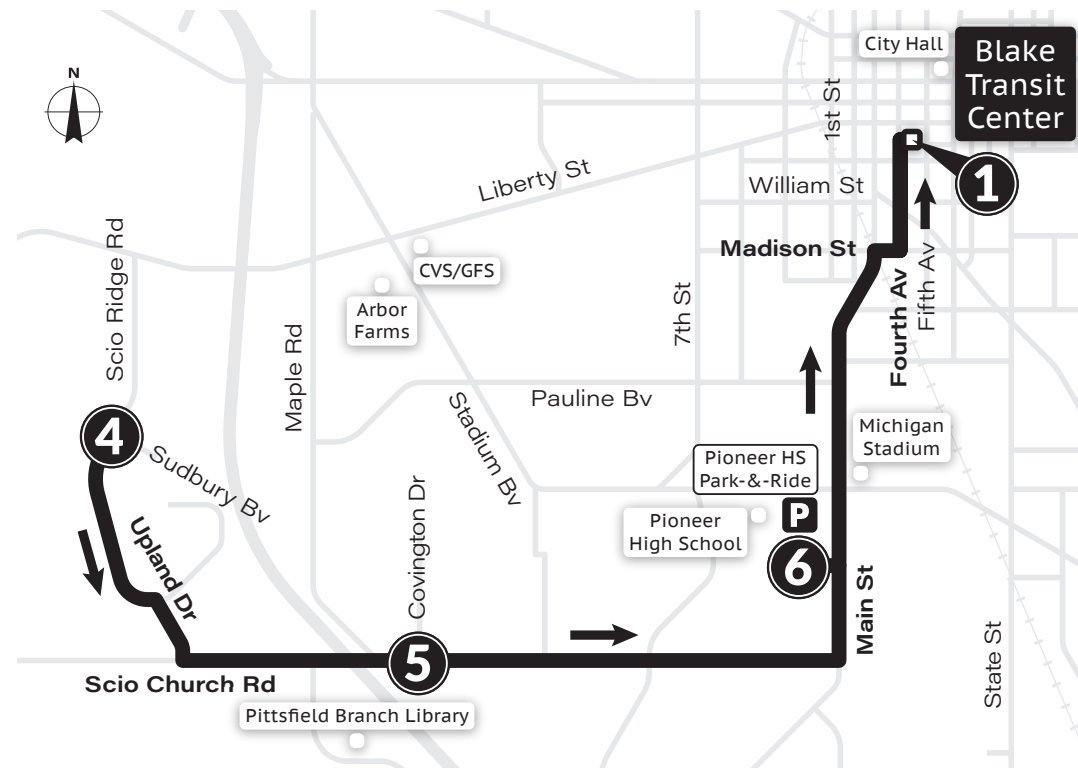 City Hall
Blake
Transit
Center
N
1st St
1
Liberty St
William St
Scio Ridge Rd
Madison St
CVS/GFS
Arbor
Farms
7th St
Fourth Av
Fifth Av
Maple Rd
Pauline Bv
Stadium Bv
4
Sudbury Bv
Michigan
Stadium
Pioneer HS
Park-&-Ride
P
Pioneer
High School
Covington Dr
Upland Dr
6
Main St
State St
5
Scio Church Rd
Pittsfield Branch Library